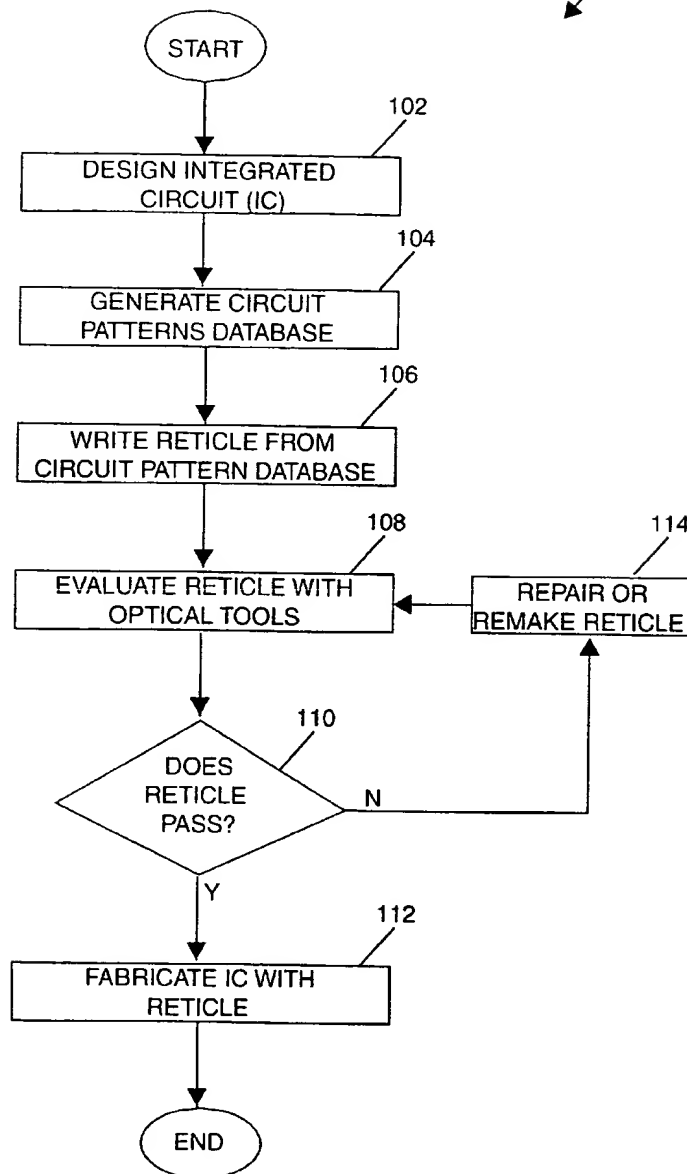 START
102
DESIGN INTEGRATED
CIRCUIT (IC)
104
GENERATE CIRCUIT
PATTERNS DATABASE
106
WRITE RETICLE FROM
CIRCUIT PATTERN DATABASE
108
EVALUATE RETICLE WITH
OPTICAL TOOLS
114
REPAIR OR
REMAKE RETICLE
110
DOES
RETICLE
PASS?
N
Y
112
FABRICATE IC WITH
RETICLE
END